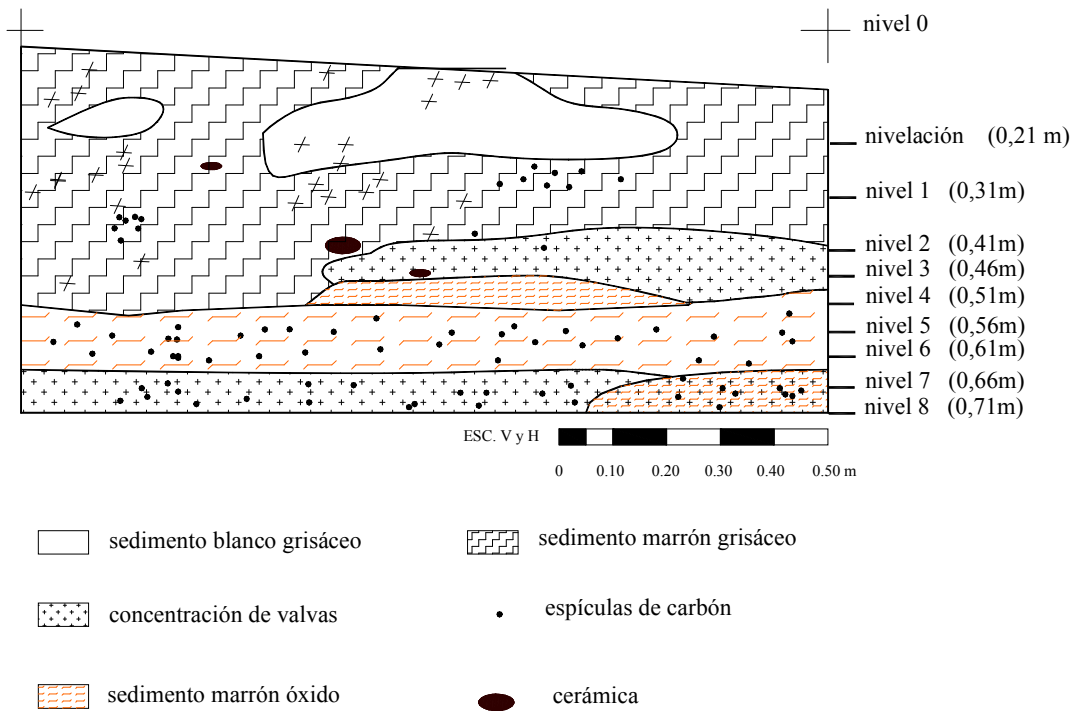 nivel 0
nivelación (0,21 m)
nivel 1 (0,31m)
nivel 2 (0,41m)
nivel 3 (0,46m)
nivel 4 (0,51m)
nivel 5 (0,56m)
nivel 6 (0,61m)
nivel 7 (0,66m)
nivel 8 (0,71m)
ESC. V y H
0 0.10 0.20 0.30 0.40 0.50 m
sedimento blanco grisáceo
sedimento marrón grisáceo
concentración de valvas
espículas de carbón
sedimento marrón óxido
cerámica